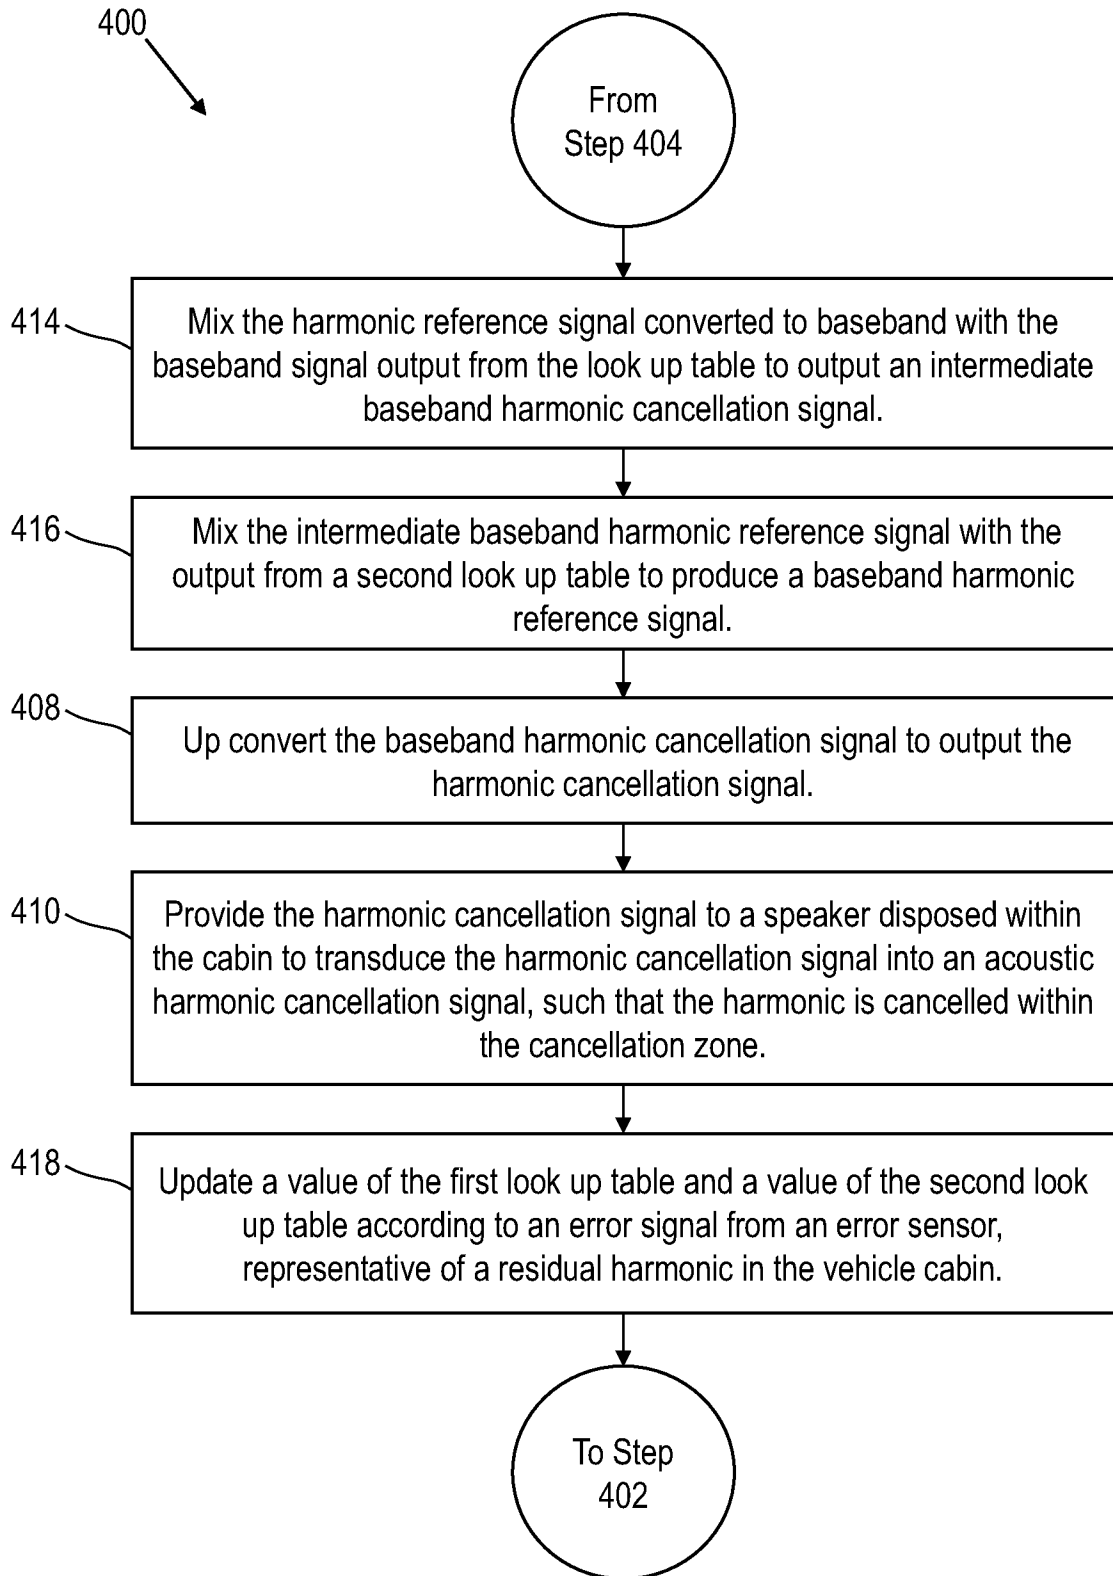 400
From
Step 404
414
Mix the harmonic reference signal converted to baseband with the
baseband signal output from the look up table to output an intermediate
baseband harmonic cancellation signal.
416
Mix the intermediate baseband harmonic reference signal with the
output from a second look up table to produce a baseband harmonic
reference signal.
408
Up convert the baseband harmonic cancellation signal to output the
harmonic cancellation signal.
410
Provide the harmonic cancellation signal to a speaker disposed within
the cabin to transduce the harmonic cancellation signal into an acoustic
harmonic cancellation signal, such that the harmonic is cancelled within
the cancellation zone.
418
Update a value of the first look up table and a value of the second look
up table according to an error signal from an error sensor,
representative of a residual harmonic in the vehicle cabin.
To Step
402